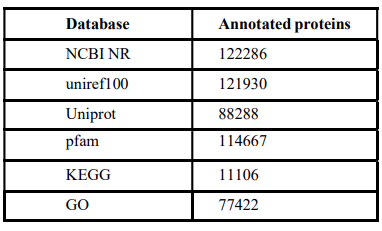 Database Annotated proteins
NCBI NR 122286
uniref100 121930
Uniprot 88288
pfam 114667
KEGG 11106
GO 77422